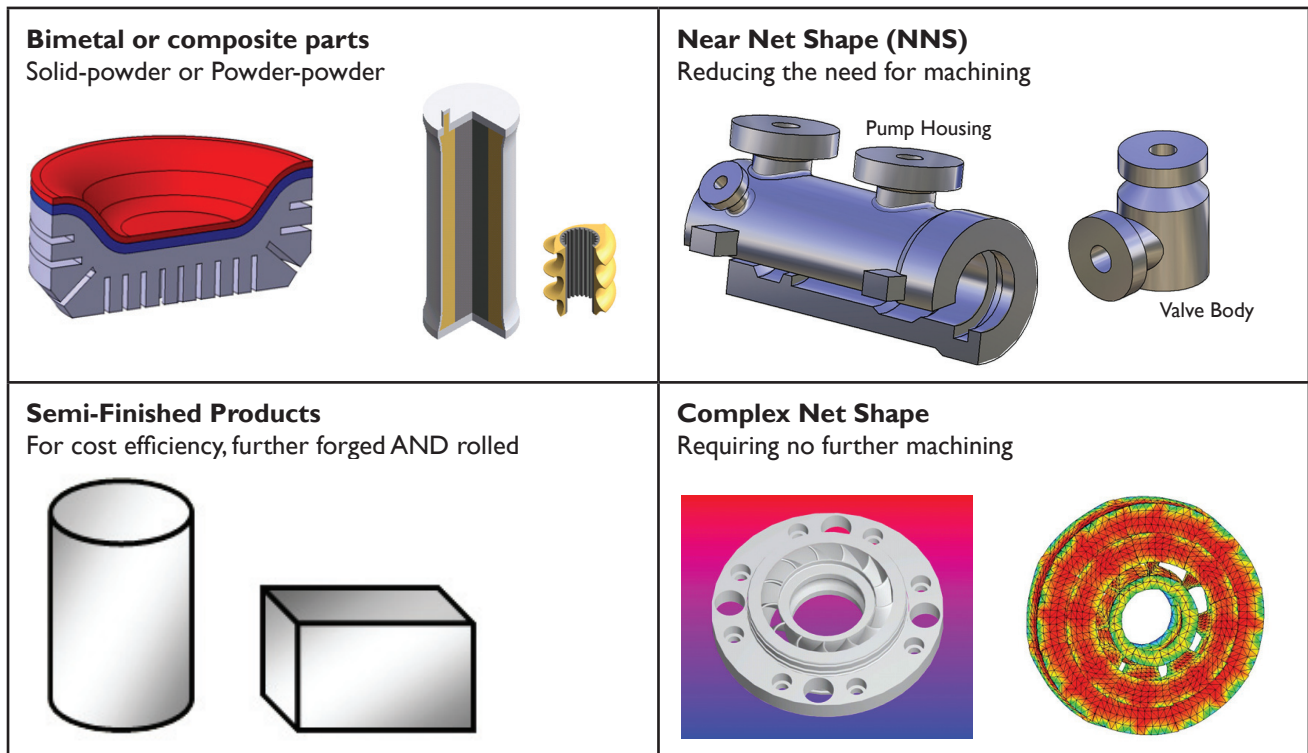 Bimetal or composite parts
Solid-powder or Powder-powder
Near Net Shape (NNS)
Reducing the need for machining
Pump Housing
Valve Body
Semi-Finished Products
For cost efficiency, further forged AND rolled
Complex Net Shape
Requiring no further machining